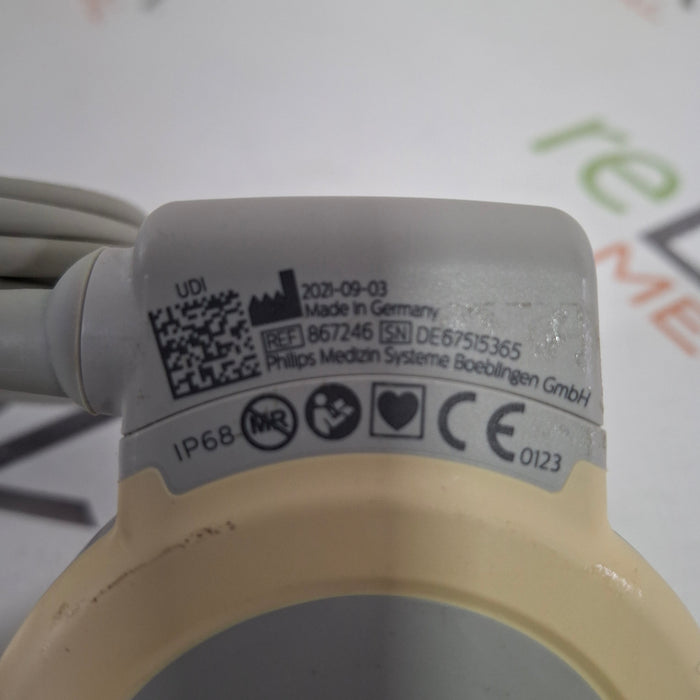 UDI
2021-09-03
Made in Germany
REF 867246 SN DE67515365
Philips Medizin Systeme Boeblingen GmbH
IP68 MR CE 0123
re
ME